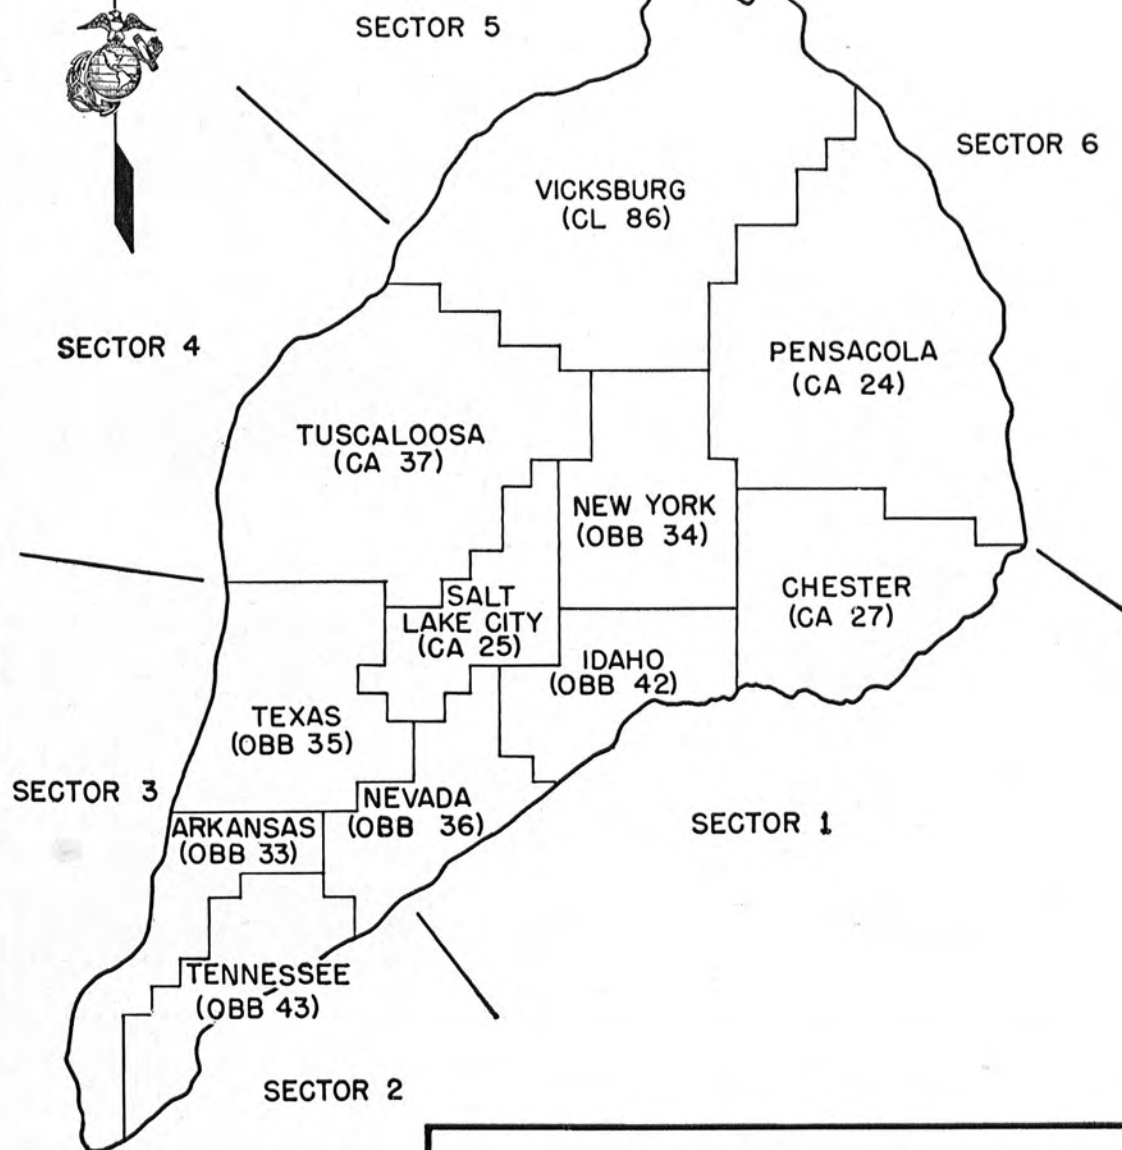 SECTOR 5
SECTOR 6
VICKSBURG
(CL 86)
SECTOR 4
PENSACOLA
(CA 24)
TUSCALOOSA
(CA 37)
NEW YORK
(OBB 34)
CHESTER
(CA 27)
SALT
LAKE CITY
(CA 25)
IDAHO
(OBB 42)
TEXAS
(OBB 35)
SECTOR 3
NEVADA
(OBB 36)
SECTOR 1
ARKANSAS
(OBB 33)
TENNESSEE
(OBB 43)
SECTOR 2